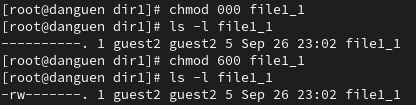 [root@danguen dir1]# chmod 000 file1_1
[root@danguen dir1]# ls -l file1_1
----------. 1 guest2 guest2 5 Sep 26 23:02 file1_1
[root@danguen dir1]# chmod 600 file1_1
[root@danguen dir1]# ls -l file1_1
-rw-------. 1 guest2 guest2 5 Sep 26 23:02 file1_1